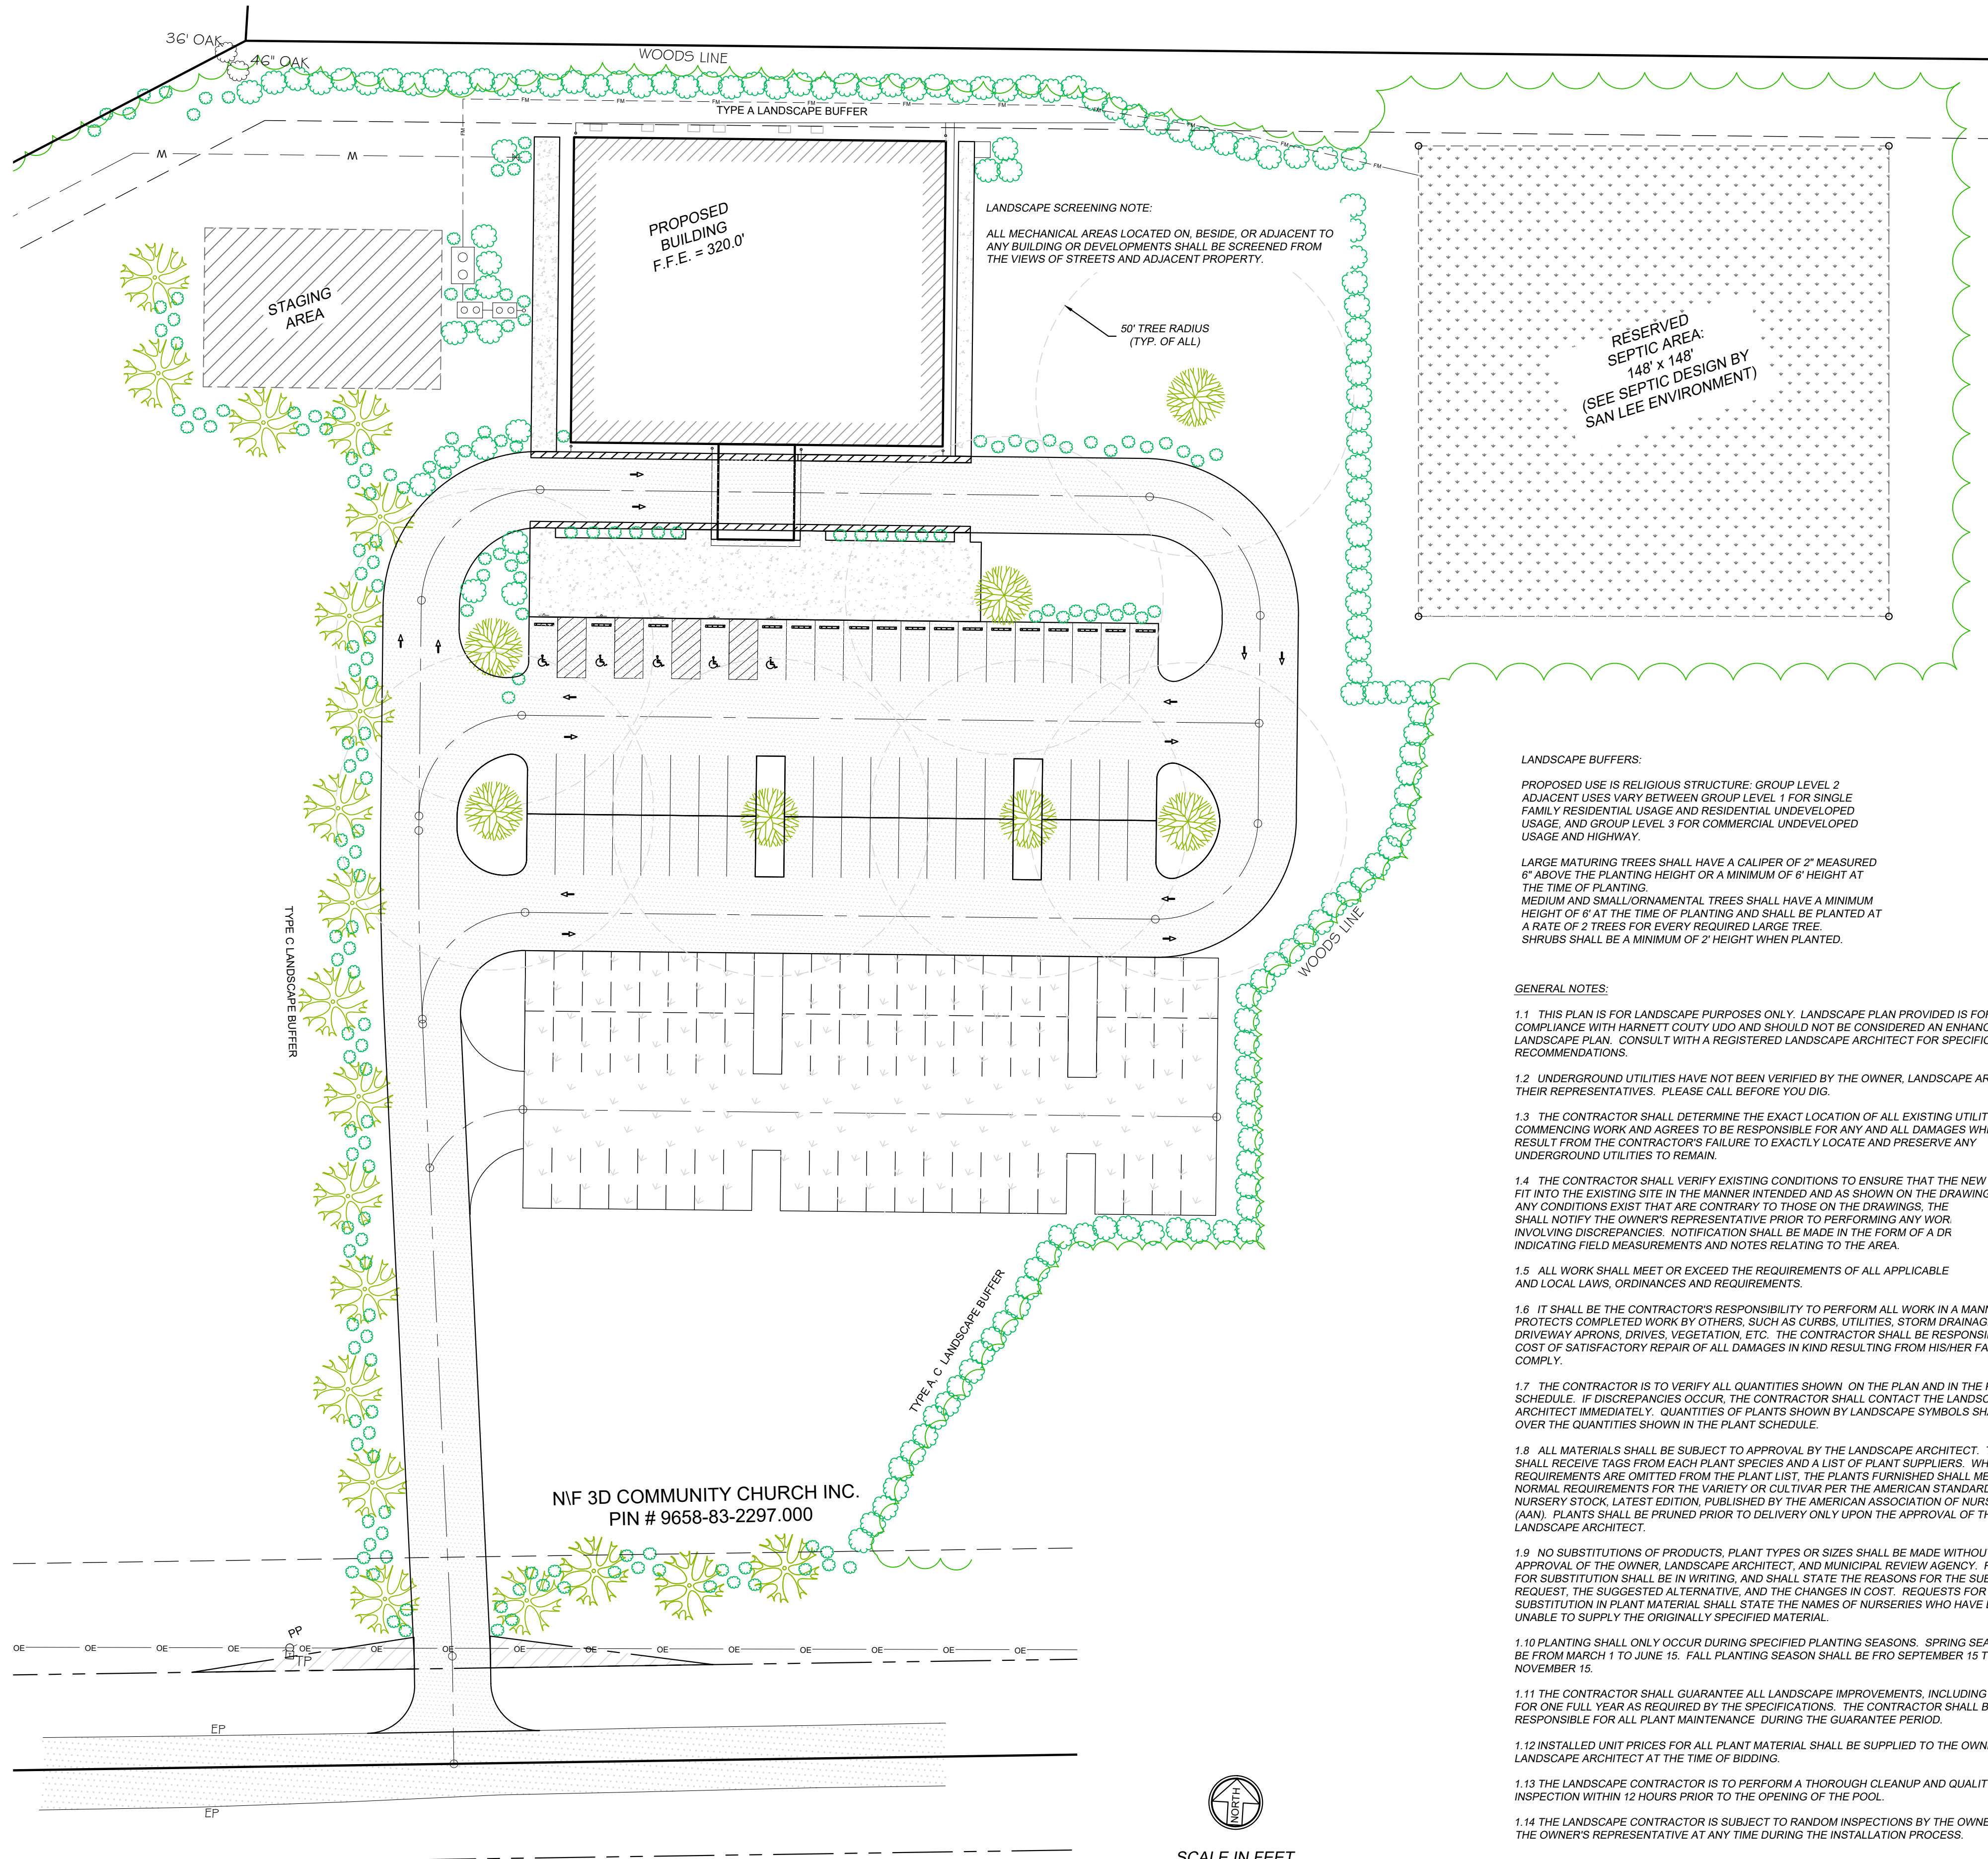 36' OAK
46" OAK
WOODS LINE
FM FM FM FM FM FM FM FM FM FM
TYPE A LANDSCAPE BUFFER
W W
PROPOSED
BUILDING
F.F.E. = 320.0'
STAGING
AREA
LANDSCAPE SCREENING NOTE:
ALL MECHANICAL AREAS LOCATED ON, BESIDE, OR ADJACENT TO
ANY BUILDING OR DEVELOPMENTS SHALL BE SCREENED FROM
THE VIEWS OF STREETS AND ADJACENT PROPERTY.
50' TREE RADIUS
(TYP. OF ALL)
RESERVED
SEPTIC AREA:
148' x 148'
(SEE SEPTIC DESIGN BY
SAN LEE ENVIRONMENT)
TYPE C LANDSCAPE BUFFER
WOODS LINE
TYPE A, C LANDSCAPE BUFFER
N\F 3D COMMUNITY CHURCH INC.
PIN # 9658-83-2297.000
PP
OE OE OE OE OE OE OE OE OE OE OE OE OE OE OE
TP
EP
EP
NORTH
SCALE IN FEET
LANDSCAPE BUFFERS:
PROPOSED USE IS RELIGIOUS STRUCTURE: GROUP LEVEL 2
ADJACENT USES VARY BETWEEN GROUP LEVEL 1 FOR SINGLE
FAMILY RESIDENTIAL USAGE AND RESIDENTIAL UNDEVELOPED
USAGE, AND GROUP LEVEL 3 FOR COMMERCIAL UNDEVELOPED
USAGE AND HIGHWAY.
LARGE MATURING TREES SHALL HAVE A CALIPER OF 2" MEASURED
6" ABOVE THE PLANTING HEIGHT OR A MINIMUM OF 6' HEIGHT AT
THE TIME OF PLANTING.
MEDIUM AND SMALL/ORNAMENTAL TREES SHALL HAVE A MINIMUM
HEIGHT OF 6' AT THE TIME OF PLANTING AND SHALL BE PLANTED AT
A RATE OF 2 TREES FOR EVERY REQUIRED LARGE TREE.
SHRUBS SHALL BE A MINIMUM OF 2' HEIGHT WHEN PLANTED.
GENERAL NOTES:
1.1 THIS PLAN IS FOR LANDSCAPE PURPOSES ONLY. LANDSCAPE PLAN PROVIDED IS FOR
COMPLIANCE WITH HARNETT COUTY UDO AND SHOULD NOT BE CONSIDERED AN ENHANC
LANDSCAPE PLAN. CONSULT WITH A REGISTERED LANDSCAPE ARCHITECT FOR SPECIFIC
RECOMMENDATIONS.
1.2 UNDERGROUND UTILITIES HAVE NOT BEEN VERIFIED BY THE OWNER, LANDSCAPE AR
THEIR REPRESENTATIVES. PLEASE CALL BEFORE YOU DIG.
1.3 THE CONTRACTOR SHALL DETERMINE THE EXACT LOCATION OF ALL EXISTING UTILIT
COMMENCING WORK AND AGREES TO BE RESPONSIBLE FOR ANY AND ALL DAMAGES WH
RESULT FROM THE CONTRACTOR'S FAILURE TO EXACTLY LOCATE AND PRESERVE ANY
UNDERGROUND UTILITIES TO REMAIN.
1.4 THE CONTRACTOR SHALL VERIFY EXISTING CONDITIONS TO ENSURE THAT THE NEW
FIT INTO THE EXISTING SITE IN THE MANNER INTENDED AND AS SHOWN ON THE DRAWING
ANY CONDITIONS EXIST THAT ARE CONTRARY TO THOSE ON THE DRAWINGS, THE
SHALL NOTIFY THE OWNER'S REPRESENTATIVE PRIOR TO PERFORMING ANY WOR
INVOLVING DISCREPANCIES. NOTIFICATION SHALL BE MADE IN THE FORM OF A DR
INDICATING FIELD MEASUREMENTS AND NOTES RELATING TO THE AREA.
1.5 ALL WORK SHALL MEET OR EXCEED THE REQUIREMENTS OF ALL APPLICABLE
AND LOCAL LAWS, ORDINANCES AND REQUIREMENTS.
1.6 IT SHALL BE THE CONTRACTOR'S RESPONSIBILITY TO PERFORM ALL WORK IN A MANN
PROTECTS COMPLETED WORK BY OTHERS, SUCH AS CURBS, UTILITIES, STORM DRAINAG
DRIVEWAY APRONS, DRIVES, VEGETATION, ETC. THE CONTRACTOR SHALL BE RESPONSI
COST OF SATISFACTORY REPAIR OF ALL DAMAGES IN KIND RESULTING FROM HIS/HER FA
COMPLY.
1.7 THE CONTRACTOR IS TO VERIFY ALL QUANTITIES SHOWN ON THE PLAN AND IN THE
SCHEDULE. IF DISCREPANCIES OCCUR, THE CONTRACTOR SHALL CONTACT THE LANDSC
ARCHITECT IMMEDIATELY. QUANTITIES OF PLANTS SHOWN BY LANDSCAPE SYMBOLS SH
OVER THE QUANTITIES SHOWN IN THE PLANT SCHEDULE.
1.8 ALL MATERIALS SHALL BE SUBJECT TO APPROVAL BY THE LANDSCAPE ARCHITECT.
SHALL RECEIVE TAGS FROM EACH PLANT SPECIES AND A LIST OF PLANT SUPPLIERS. WH
REQUIREMENTS ARE OMITTED FROM THE PLANT LIST, THE PLANTS FURNISHED SHALL ME
NORMAL REQUIREMENTS FOR THE VARIETY OR CULTIVAR PER THE AMERICAN STANDARD
NURSERY STOCK, LATEST EDITION, PUBLISHED BY THE AMERICAN ASSOCIATION OF NURS
(AAN). PLANTS SHALL BE PRUNED PRIOR TO DELIVERY ONLY UPON THE APPROVAL OF TH
LANDSCAPE ARCHITECT.
1.9 NO SUBSTITUTIONS OF PRODUCTS, PLANT TYPES OR SIZES SHALL BE MADE WITHOU
APPROVAL OF THE OWNER, LANDSCAPE ARCHITECT, AND MUNICIPAL REVIEW AGENCY.
FOR SUBSTITUTION SHALL BE IN WRITING, AND SHALL STATE THE REASONS FOR THE SUB
REQUEST, THE SUGGESTED ALTERNATIVE, AND THE CHANGES IN COST. REQUESTS FOR
SUBSTITUTION IN PLANT MATERIAL SHALL STATE THE NAMES OF NURSERIES WHO HAVE
UNABLE TO SUPPLY THE ORIGINALLY SPECIFIED MATERIAL.
1.10 PLANTING SHALL ONLY OCCUR DURING SPECIFIED PLANTING SEASONS. SPRING SEA
BE FROM MARCH 1 TO JUNE 15. FALL PLANTING SEASON SHALL BE FRO SEPTEMBER 15 T
NOVEMBER 15.
1.11 THE CONTRACTOR SHALL GUARANTEE ALL LANDSCAPE IMPROVEMENTS, INCLUDING
FOR ONE FULL YEAR AS REQUIRED BY THE SPECIFICATIONS. THE CONTRACTOR SHALL B
RESPONSIBLE FOR ALL PLANT MAINTENANCE DURING THE GUARANTEE PERIOD.
1.12 INSTALLED UNIT PRICES FOR ALL PLANT MATERIAL SHALL BE SUPPLIED TO THE OWN
LANDSCAPE ARCHITECT AT THE TIME OF BIDDING.
1.13 THE LANDSCAPE CONTRACTOR IS TO PERFORM A THOROUGH CLEANUP AND QUALIT
INSPECTION WITHIN 12 HOURS PRIOR TO THE OPENING OF THE POOL.
1.14 THE LANDSCAPE CONTRACTOR IS SUBJECT TO RANDOM INSPECTIONS BY THE OWNE
THE OWNER'S REPRESENTATIVE AT ANY TIME DURING THE INSTALLATION PROCESS.